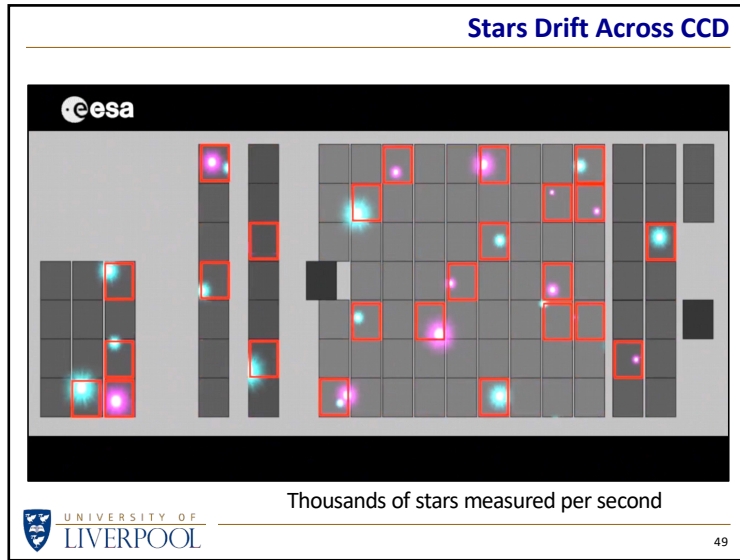 Stars Drift Across CCD
esa
Thousands of stars measured per second
UNIVERSITY OF
LIVERPOOL
49